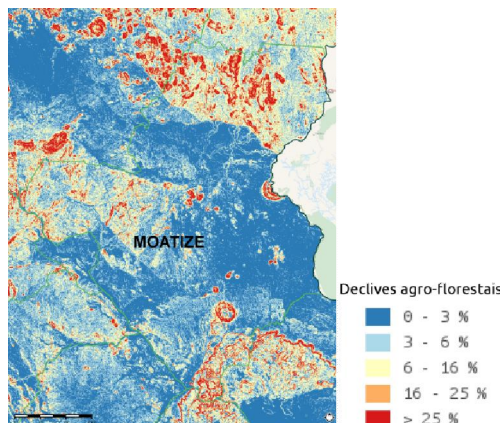 MOATIZE
Declives agro-florestais
0 - 3 %
3 - 6 %
6 - 16 %
16 - 25 %
> 25 %